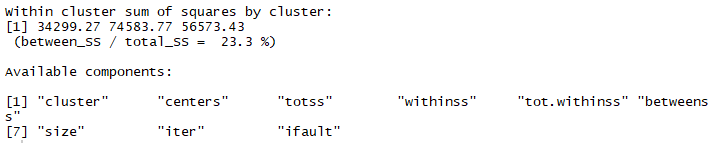 Within cluster sum of squares by cluster:
[1] 34299.27 74583.77 56573.43
(between_SS / total_SS =  23.3 %)
Available components:
[1] "cluster"      "centers"      "totss"        "withinss"     "tot.withinss" "betweens
s"
[7] "size"         "iter"         "ifault"